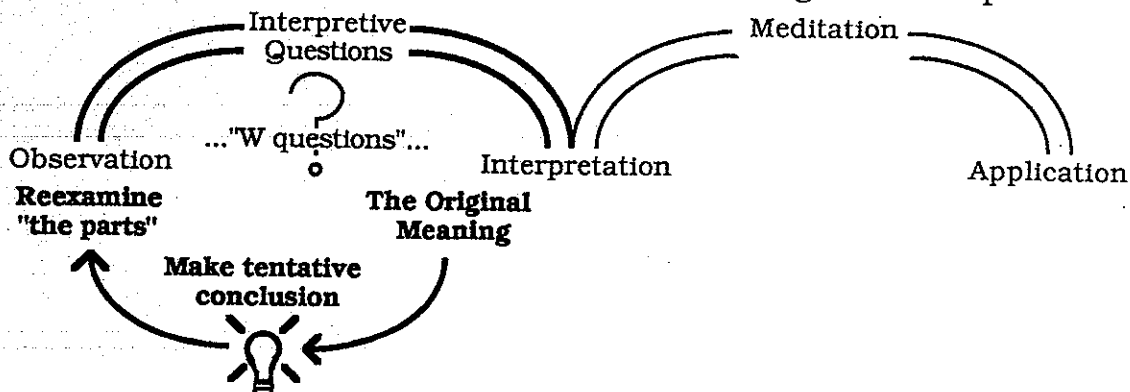 Interpretive
Questions
Meditation
?
..."W questions"...
Observation
Interpretation
Application
Reexamine
"the parts"
The Original
Meaning
Make tentative
conclusion